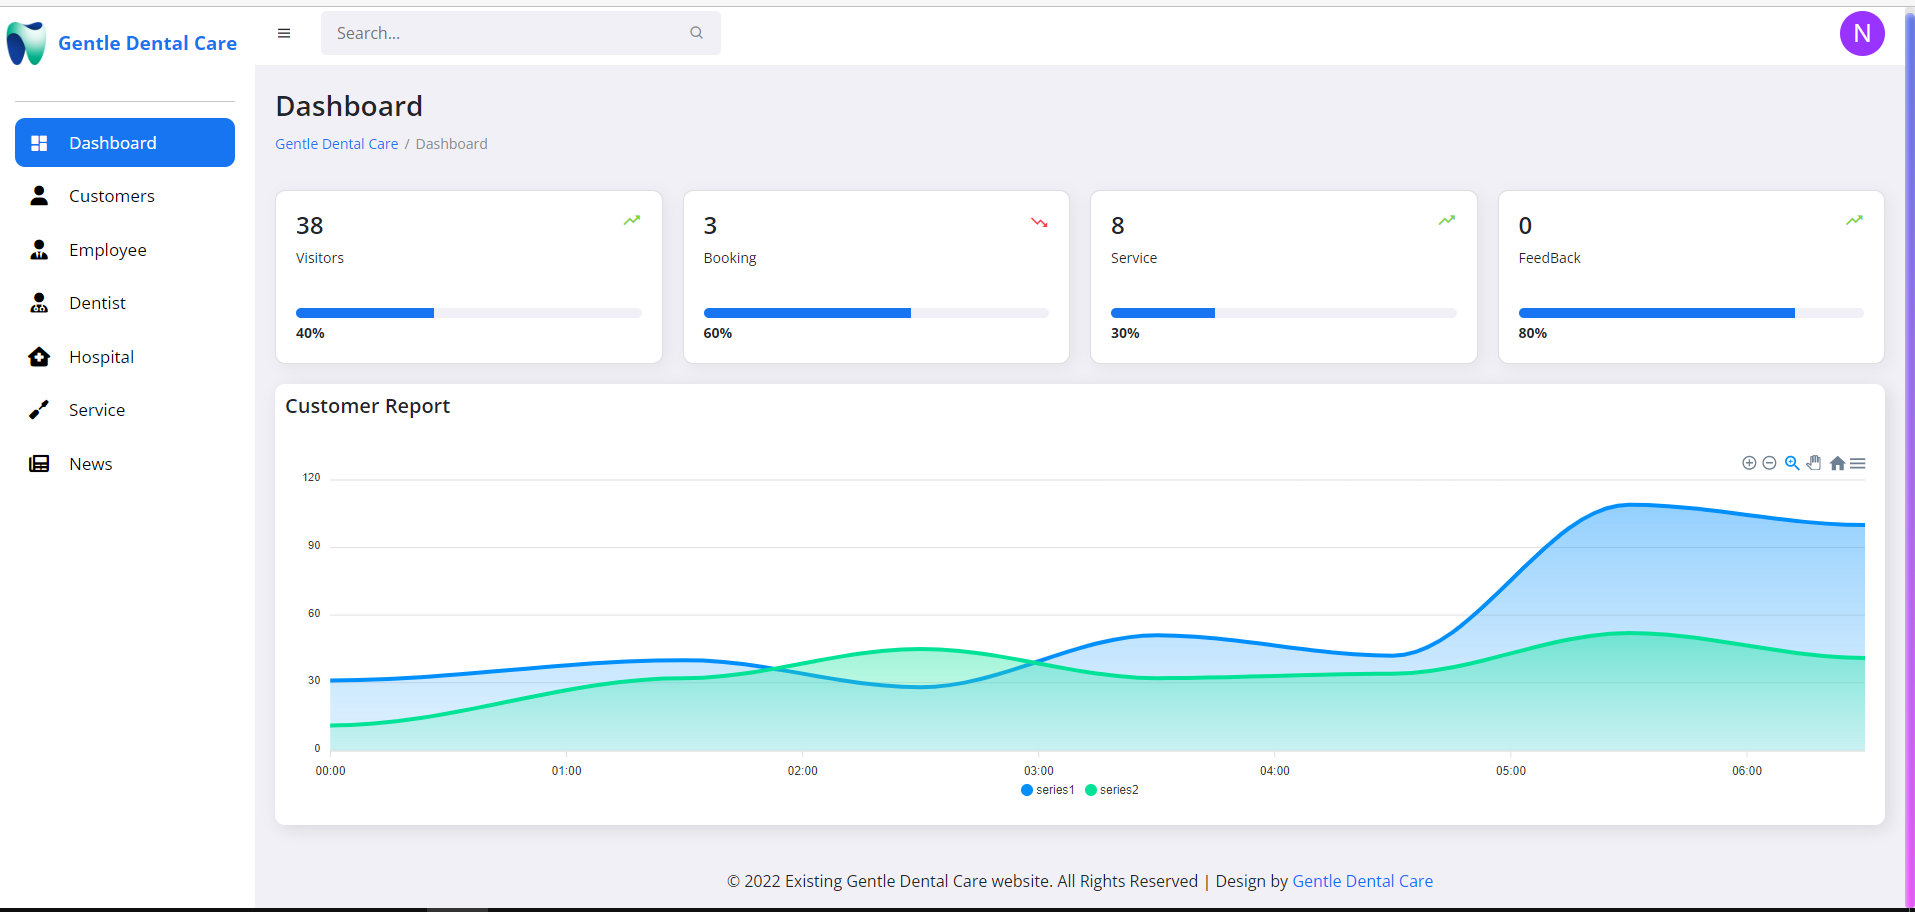 Gentle Dental Care
Search...
N
Dashboard
Customers
Employee
Dentist
Hospital
Service
News
Dashboard
Gentle Dental Care / Dashboard
38
Visitors
40%
3
Booking
60%
8
Service
30%
0
FeedBack
80%
Customer Report
120
90
60
30
0
00:00 01:00 02:00 03:00 04:00 05:00 06:00
series1 series2
© 2022 Existing Gentle Dental Care website. All Rights Reserved | Design by Gentle Dental Care